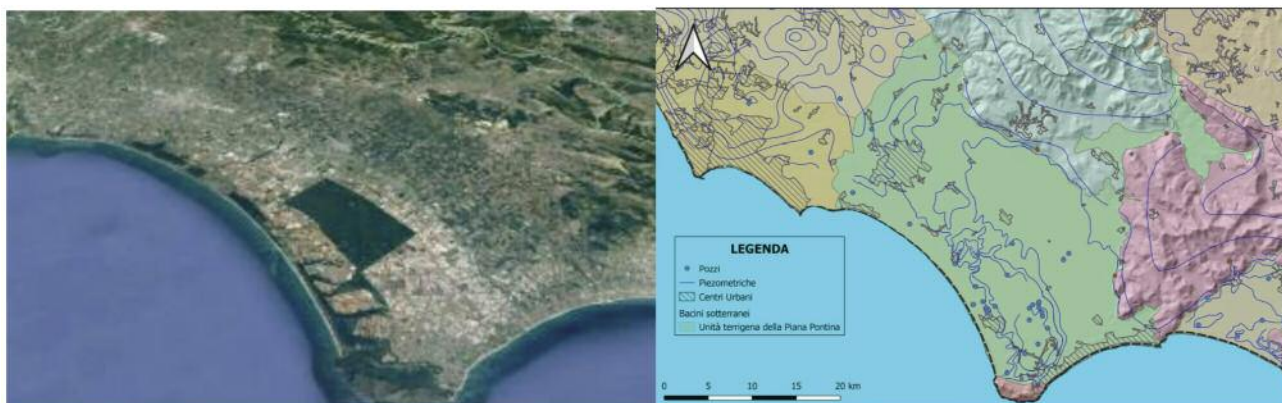 LEGENDA
Pozzi
Piezometriche
Centri Urbani
Bacini sotterranei
Unità terrigena della Piana Pontina
0 5 10 15 20 km